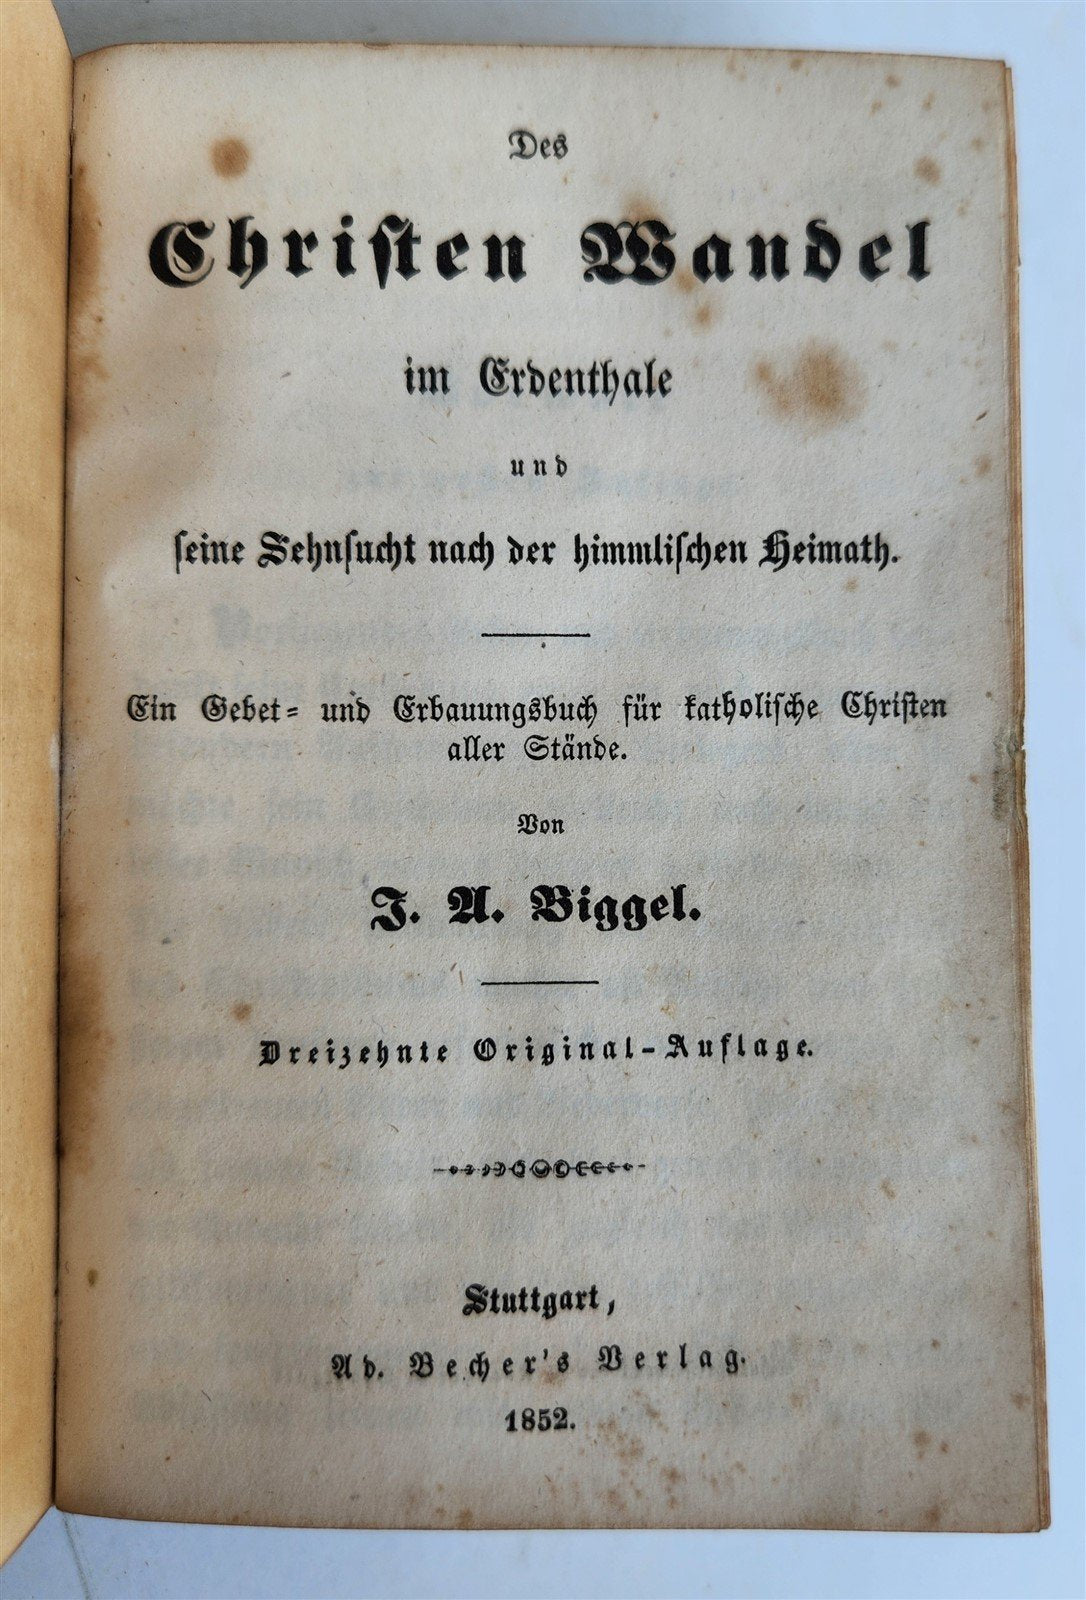 Des
Chriſten Wandel
im Erdenthale
und
ſeine Sehnſucht nach der himmliſchen Heimath.
Ein Gebet- und Erbauungsbuch für katholiſche Chriſten
aller Stände.
Von
J. A. Biggel.
Dreizehnte Original-Auflage.
Stuttgart,
Ad. Becher's Verlag.
1852.